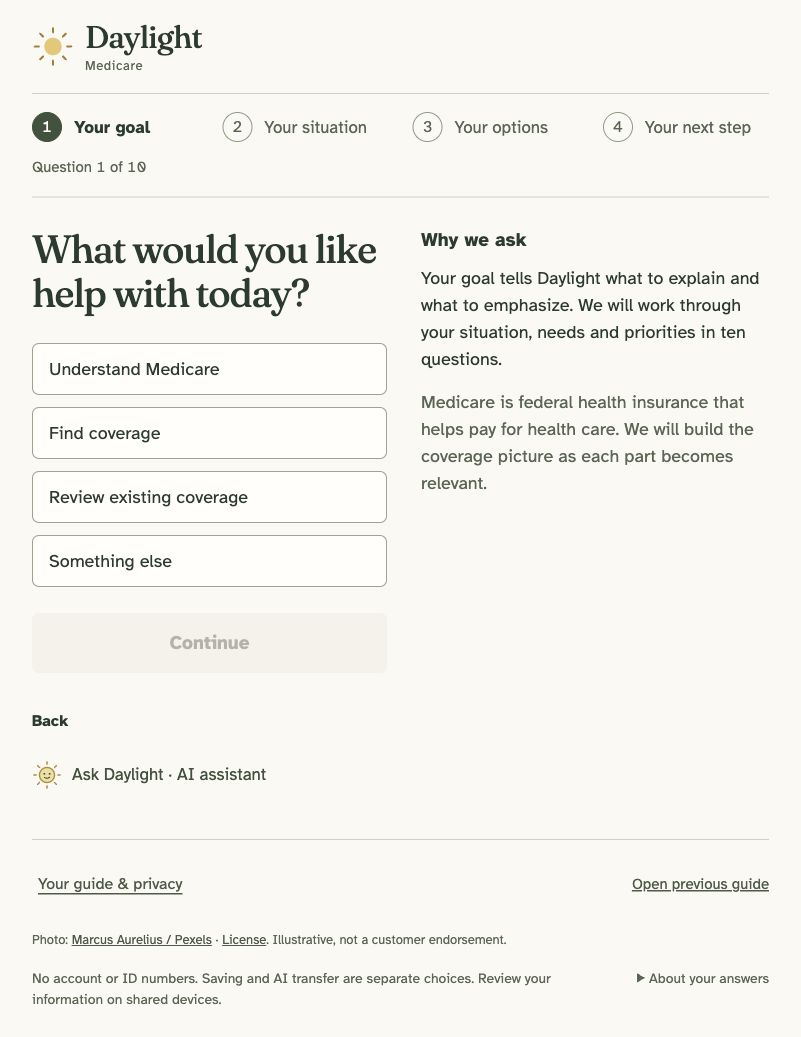 Daylight
Medicare
1 Your goal
2 Your situation
3 Your options
4 Your next step
Question 1 of 10
What would you like
help with today?
Understand Medicare
Find coverage
Review existing coverage
Something else
Continue
Back
Ask Daylight · AI assistant
Why we ask
Your goal tells Daylight what to explain and
what to emphasize. We will work through
your situation, needs and priorities in ten
questions.
Medicare is federal health insurance that
helps pay for health care. We will build the
coverage picture as each part becomes
relevant.
Your guide & privacy
Open previous guide
Photo: Marcus Aurelius / Pexels · License. Illustrative, not a customer endorsement.
No account or ID numbers. Saving and AI transfer are separate choices. Review your
information on shared devices.
▶ About your answers